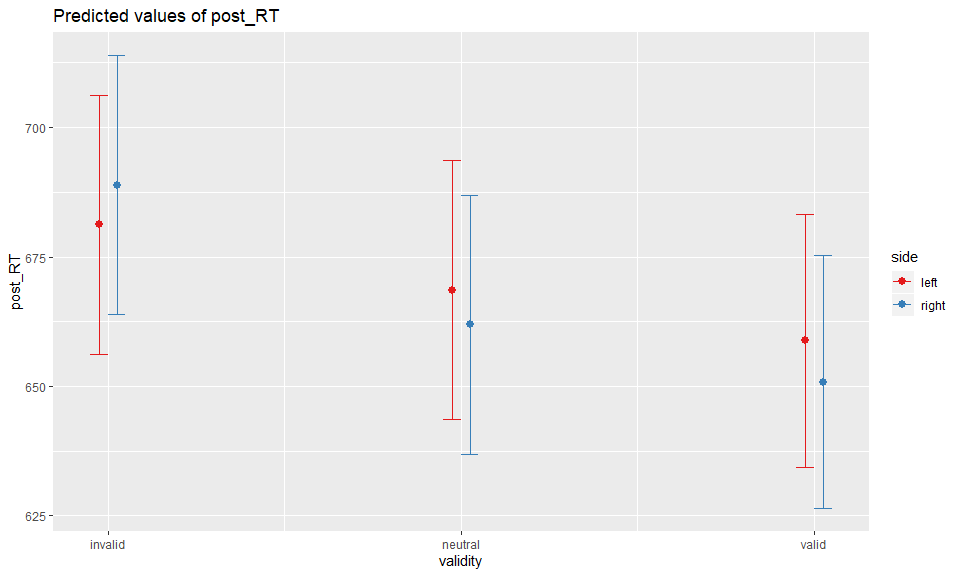 Predicted values of post_RT
700
675
650
625
post_RT
invalid
neutral
valid
validity
side
left
right